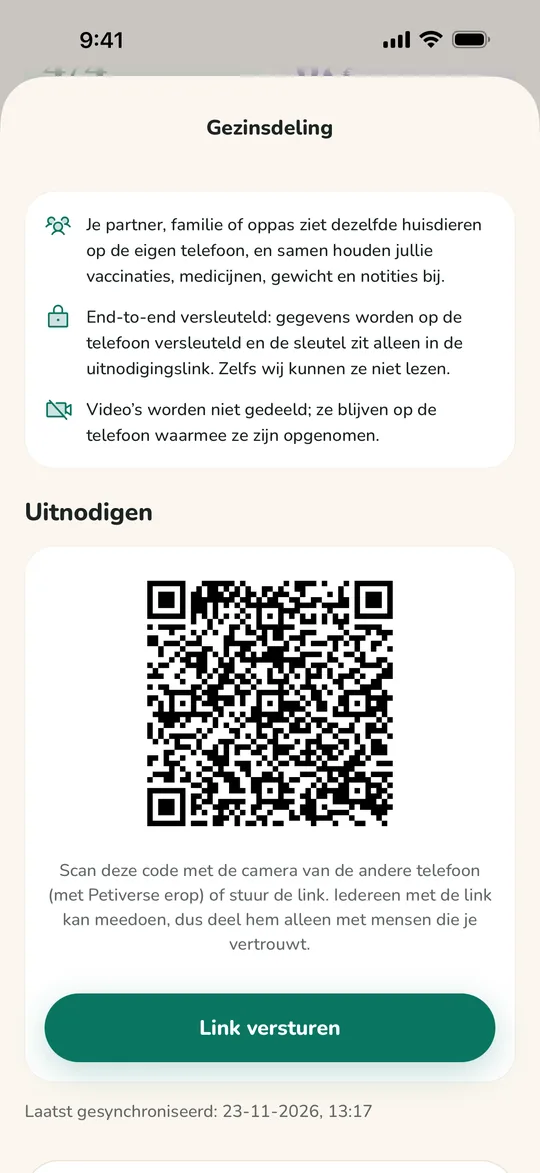 9:41
Gezinsdeling
Je partner, familie of oppas ziet dezelfde huisdieren
op de eigen telefoon, en samen houden jullie
vaccinaties, medicijnen, gewicht en notities bij.
End-to-end versleuteld: gegevens worden op de
telefoon versleuteld en de sleutel zit alleen in de
uitnodigingslink. Zelfs wij kunnen ze niet lezen.
Video’s worden niet gedeeld; ze blijven op de
telefoon waarmee ze zijn opgenomen.
Uitnodigen
Scan deze code met de camera van de andere telefoon
(met Petiverse erop) of stuur de link. Iedereen met de link
kan meedoen, dus deel hem alleen met mensen die je
vertrouwt.
Link versturen
Laatst gesynchroniseerd: 23-11-2026, 13:17